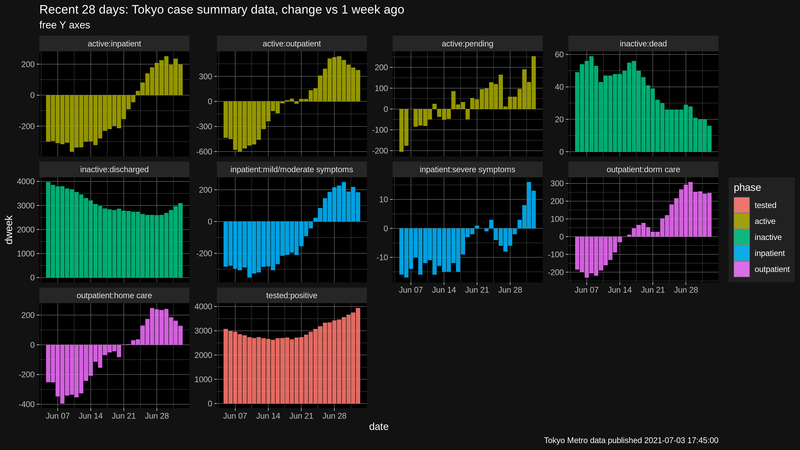 Recent 28 days: Tokyo case summary data, change vs 1 week ago
free Y axes
active:inpatient
active:outpatient
active:pending
inactive:dead
200
0
-200
300
0
-300
-600
200
100
0
-100
-200
60
40
20
0
inactive:discharged
inpatient:mild/moderate symptoms
inpatient:severe symptoms
outpatient:dorm care
4000
3000
2000
1000
0
200
0
-200
10
0
-10
300
200
100
0
-100
-200
Jun 07 Jun 14 Jun 21 Jun 28
Jun 07 Jun 14 Jun 21 Jun 28
outpatient:home care
tested:positive
200
0
-200
-400
4000
3000
2000
1000
0
Jun 07 Jun 14 Jun 21 Jun 28
Jun 07 Jun 14 Jun 21 Jun 28
dweek
date
phase
tested
active
inactive
inpatient
outpatient
Tokyo Metro data published 2021-07-03 17:45:00